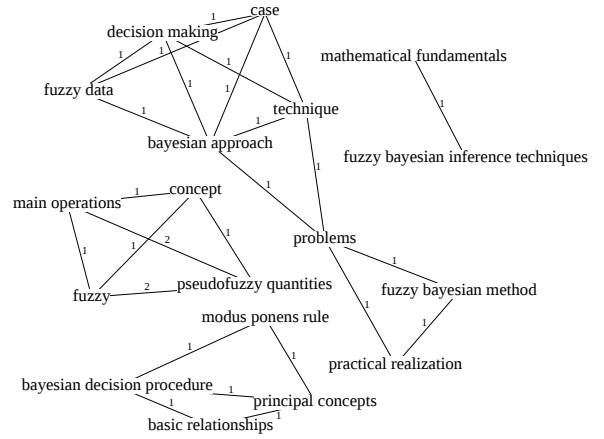 case
1
decision making
1
1
1
1
mathematical fundamentals
1
1
1
fuzzy data
1
1
1
technique
bayesian approach
1
fuzzy bayesian inference techniques
1
concept
1
main operations
1
2
1
1
problems
1
2
pseudofuzzy quantities
fuzzy
fuzzy bayesian method
1
modus ponens rule
1
1
1
practical realization
bayesian decision procedure
1
principal concepts
1
1
basic relationships